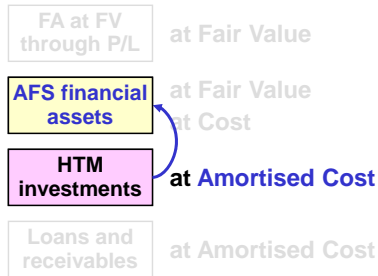 FA at FV
through P/L
at Fair Value
AFS financial
assets
at Fair Value
at Cost
HTM
investments
at Amortised Cost
Loans and
receivables
at Amortised Cost